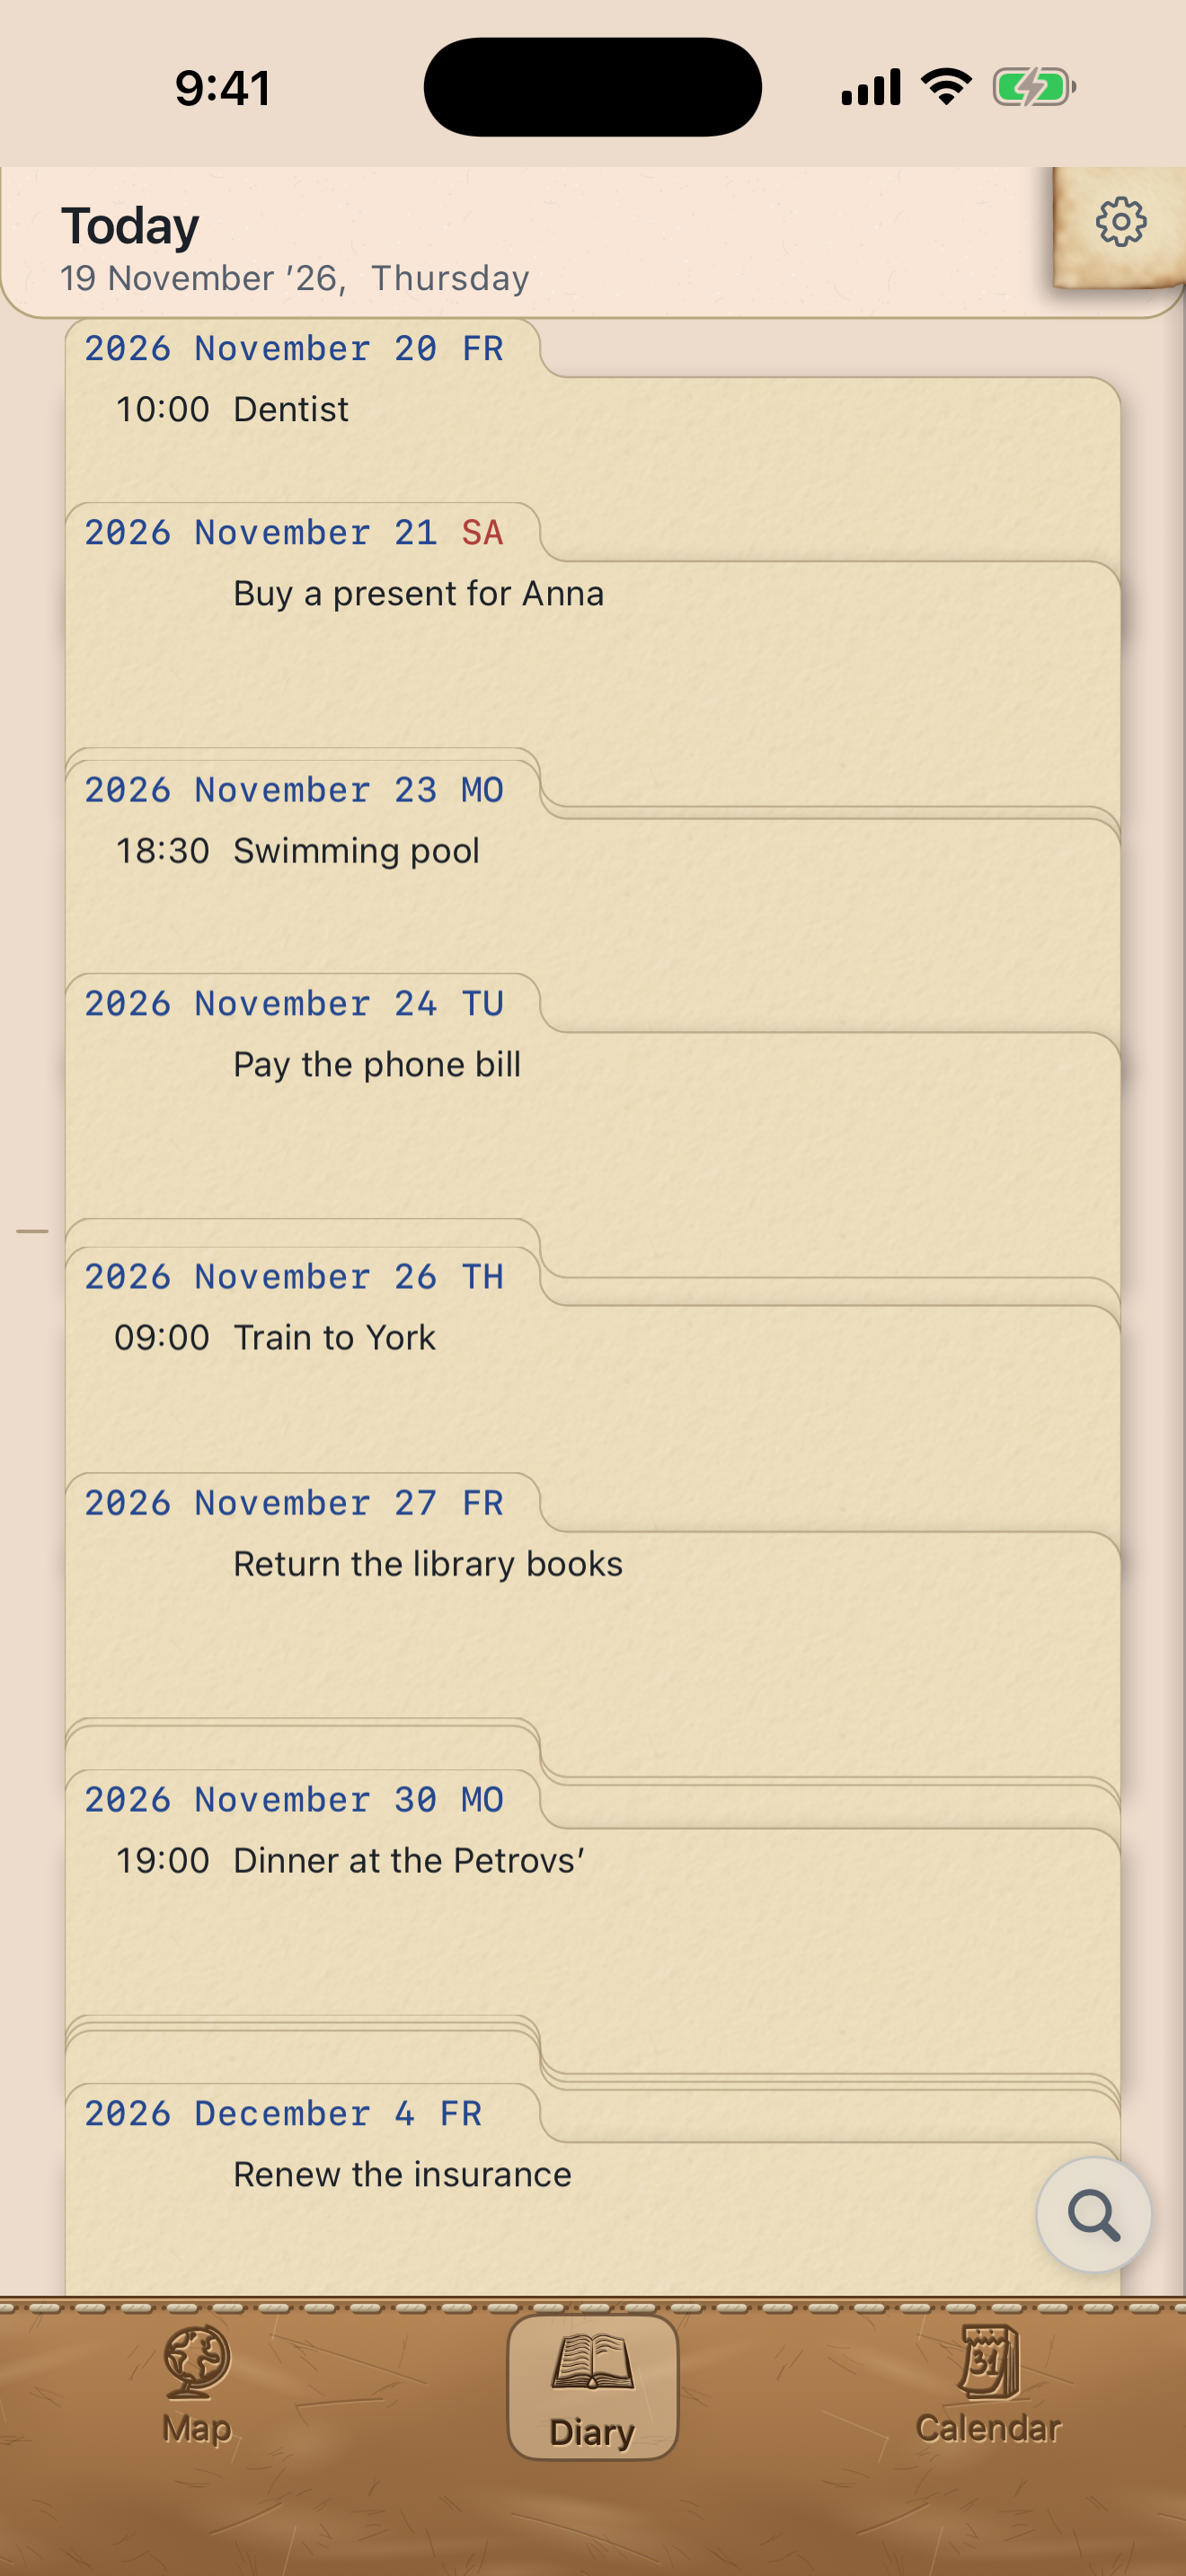 9:41
Today
19 November ’26, Thursday
2026 November 20 FR
10:00 Dentist
2026 November 21 SA
Buy a present for Anna
2026 November 23 MO
18:30 Swimming pool
2026 November 24 TU
Pay the phone bill
2026 November 26 TH
09:00 Train to York
2026 November 27 FR
Return the library books
2026 November 30 MO
19:00 Dinner at the Petrovs’
2026 December 4 FR
Renew the insurance
31
Map
Diary
Calendar